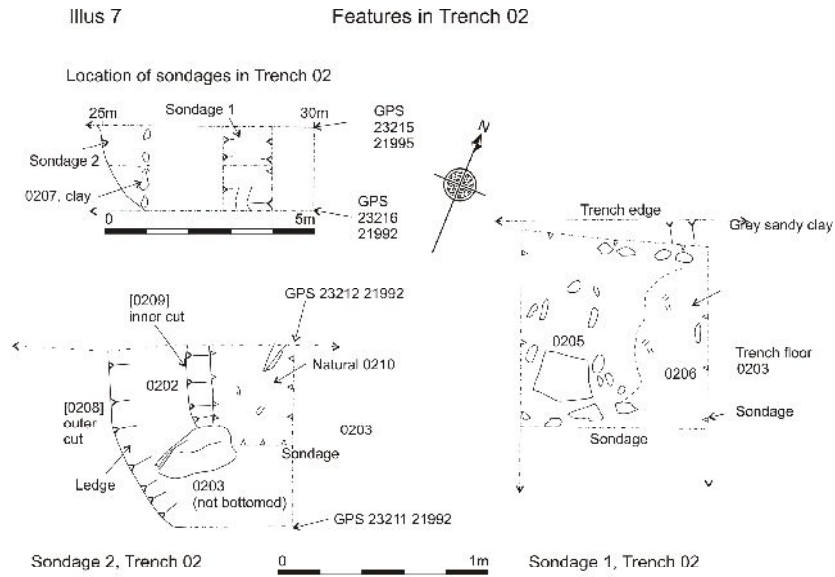 Illus 7
Features in Trench 02
Location of sondages in Trench 02
25m
Sondage 1
30m
GPS
23215
21995
N
Sondage 2
0207, clay
0
5m
GPS
23216
21992
Trench edge
Grey sandy clay
[0209]
inner cut
GPS 23212 21992
Natural 0210
0202
0205
Trench floor
0203
0206
[0208]
outer
cut
0203
Sondage
Sondage
Sondage
Ledge
0203
(not bottomed)
GPS 23211 21992
Sondage 2, Trench 02
0
1m
Sondage 1, Trench 02